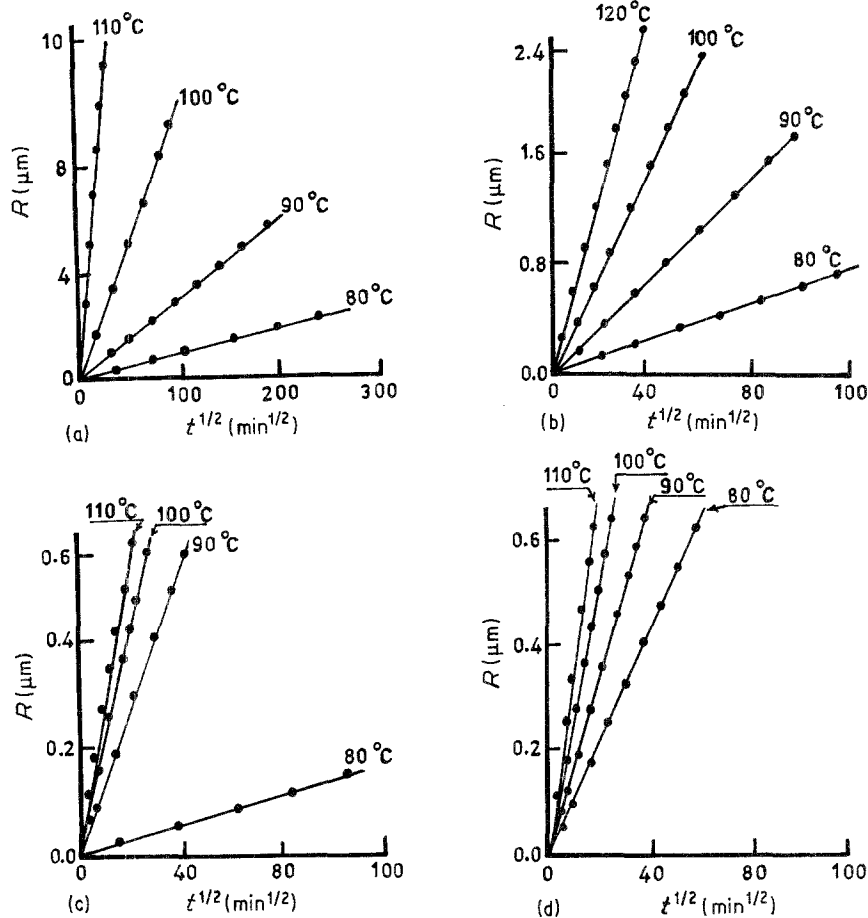 110°C
10
100°C
8
R (μm)
90°C
4
80°C
0
0 100 200 300
(a) t^1/2 (min^1/2)
120°C
2.4
100°C
1.6
90°C
R (μm)
0.8
80°C
0.0
0 40 80 100
(b) t^1/2 (min^1/2)
110°C
100°C
90°C
0.6
0.4
R (μm)
0.2
80°C
0.0
0 40 80 100
(c) t^1/2 (min^1/2)
110°C
100°C
90°C
80°C
0.6
0.4
R (μm)
0.2
0.0
0 40 80 100
(d) t^1/2 (min^1/2)